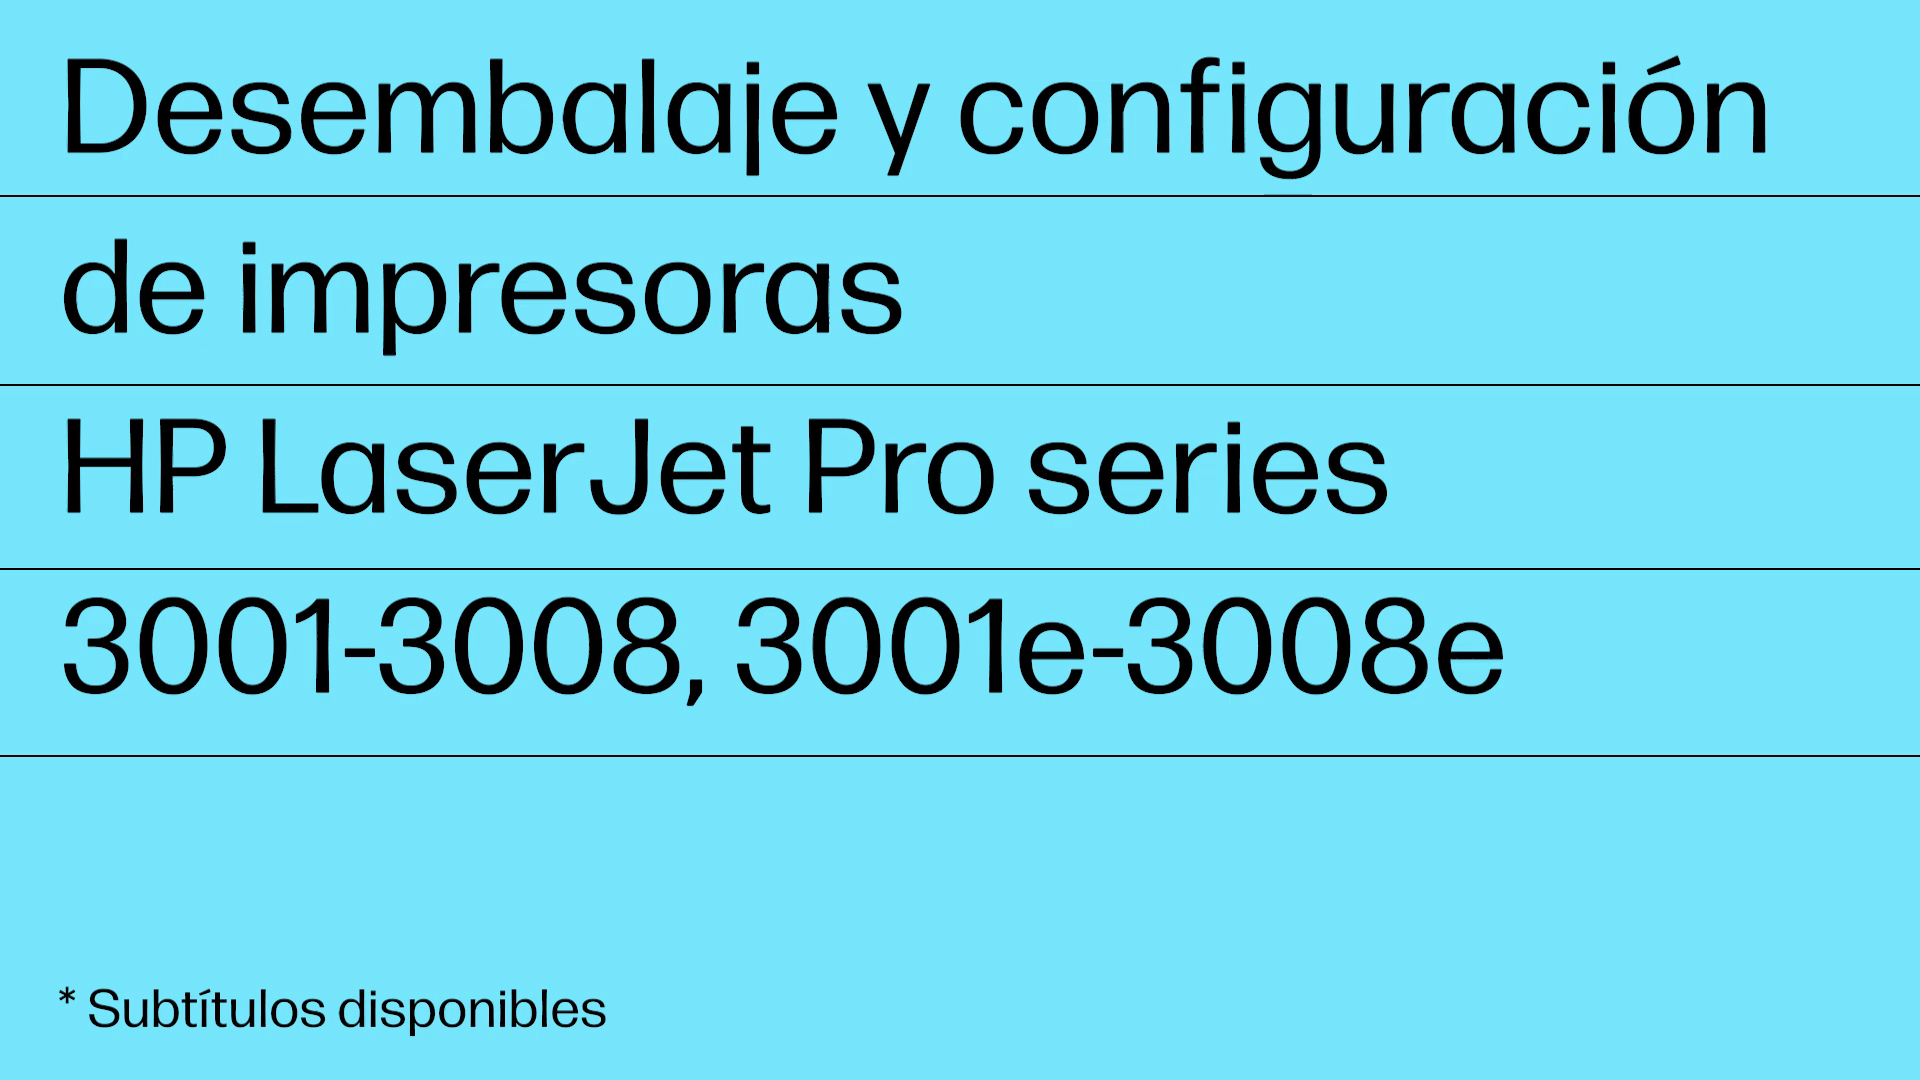 Desembalaje y configuración
de impresoras
HP LaserJet Pro series
3001-3008, 3001e-3008e
* Subtítulos disponibles